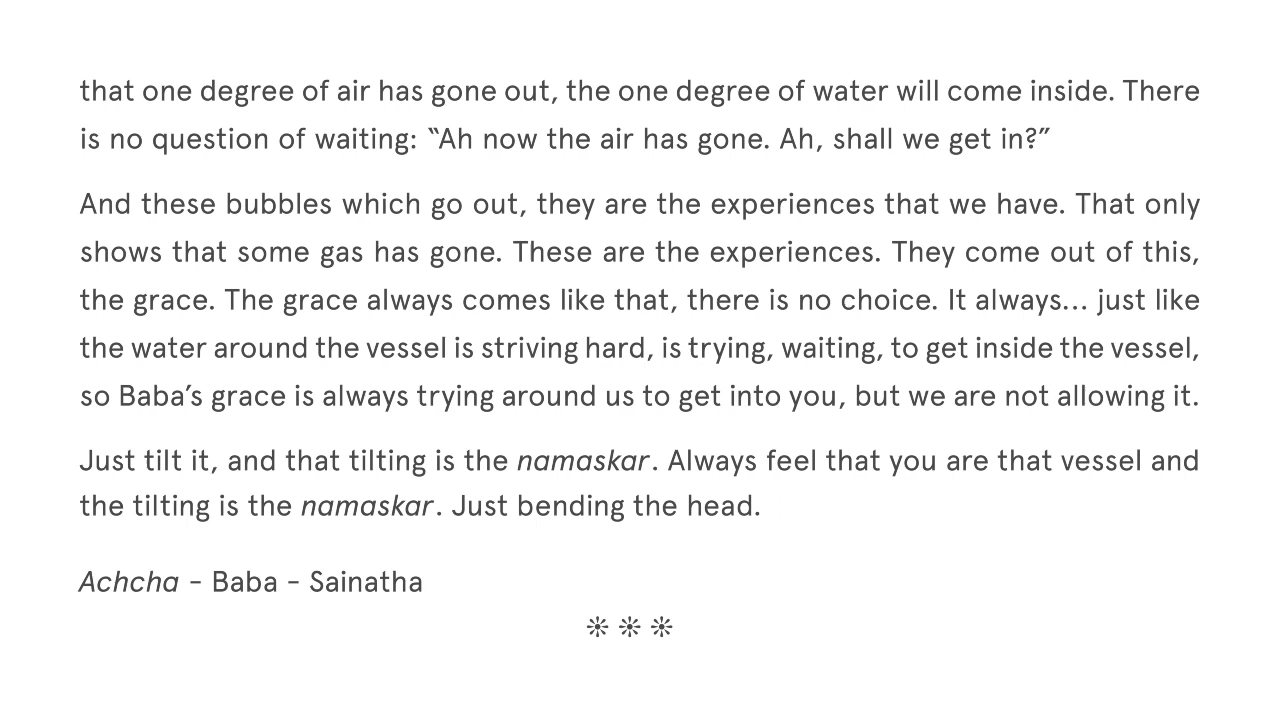 that one degree of air has gone out, the one degree of water will come inside. There
is no question of waiting: “Ah now the air has gone. Ah, shall we get in?”
And these bubbles which go out, they are the experiences that we have. That only
shows that some gas has gone. These are the experiences. They come out of this,
the grace. The grace always comes like that, there is no choice. It always... just like
the water around the vessel is striving hard, is trying, waiting, to get inside the vessel,
so Baba’s grace is always trying around us to get into you, but we are not allowing it.
Just tilt it, and that tilting is the namaskar. Always feel that you are that vessel and
the tilting is the namaskar. Just bending the head.
Achcha – Baba – Sainatha
☼ ☼ ☼